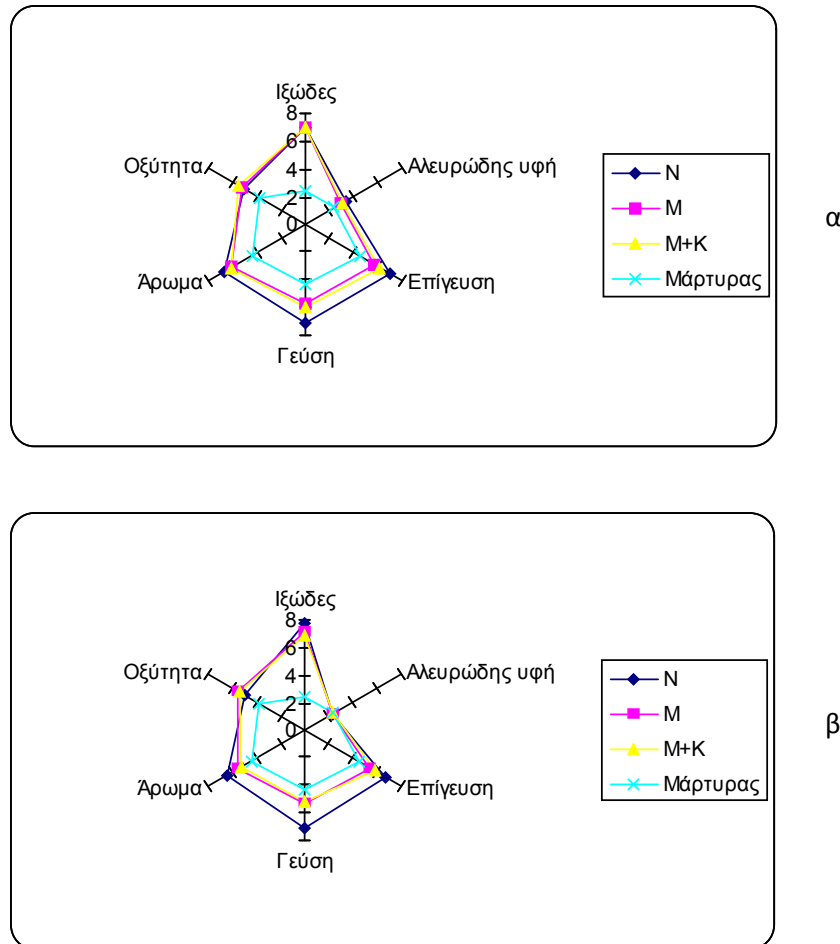 Ιξώδες
8
6
4
2
0
Οξύτητα
Αλευρώδης υφή
Άρωμα
Επίγευση
Γεύση
N
M
M+K
Μάρτυρας
α
Ιξώδες
8
6
4
2
0
Οξύτητα
Αλευρώδης υφή
Άρωμα
Επίγευση
Γεύση
N
M
M+K
Μάρτυρας
β